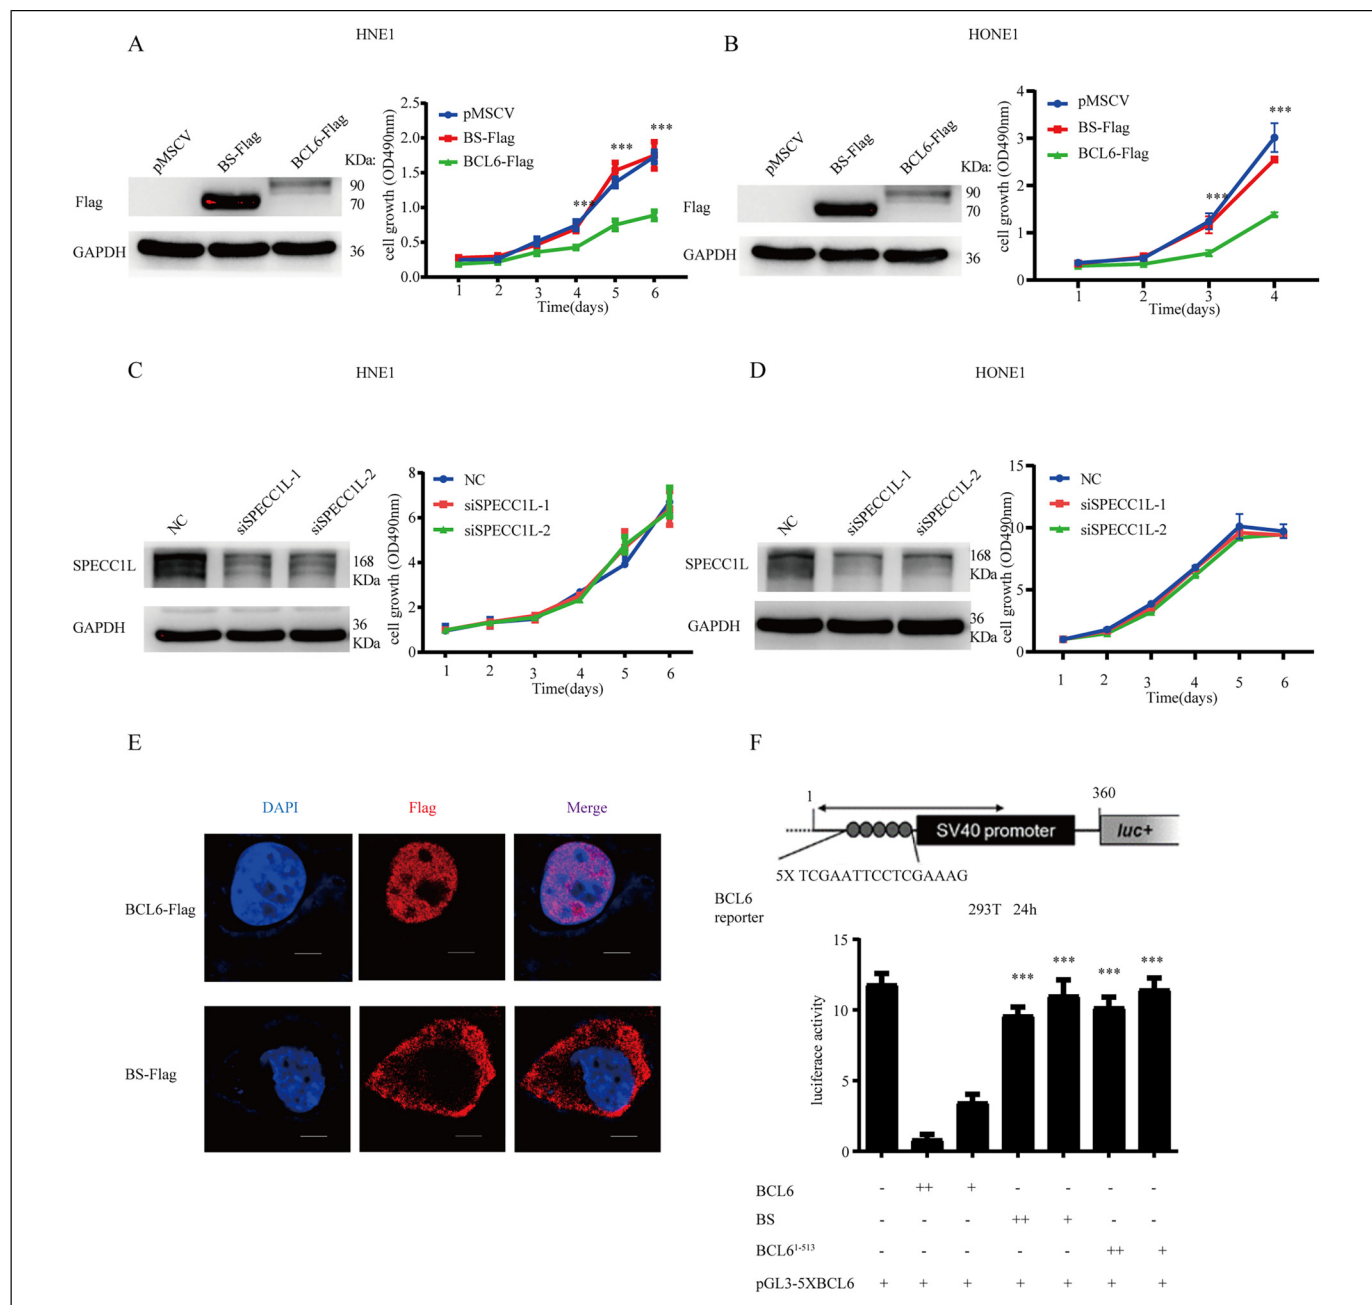 A
HNE1
pMSCV
BS-Flag
BCL6-Flag
KDa:
Flag
90
70
GAPDH
36
cell growth (OD490nm)
2.5
2.0
1.5
1.0
0.5
0.0
pMSCV
BS-Flag
BCL6-Flag
***
***
***
1 2 3 4 5 6
Time(days)
B
HONE1
pMSCV
BS-Flag
BCL6-Flag
KDa:
Flag
90
70
GAPDH
36
cell growth (OD490nm)
4
3
2
1
0
pMSCV
BS-Flag
BCL6-Flag
***
***
1 2 3 4
Time(days)
C
HNE1
NC
siSPECC1L-1
siSPECC1L-2
SPECC1L
168
KDa
GAPDH
36
KDa
cell growth (OD490nm)
8
6
4
2
0
NC
siSPECC1L-1
siSPECC1L-2
1 2 3 4 5 6
Time(days)
D
HONE1
NC
siSPECC1L-1
siSPECC1L-2
SPECC1L
168
KDa
GAPDH
36
KDa
cell growth (OD490nm)
15
10
5
0
NC
siSPECC1L-1
siSPECC1L-2
1 2 3 4 5 6
Time(days)
E
DAPI Flag Merge
BCL6-Flag
BS-Flag
F
1 360
SV40 promoter luc+
5X TCGAATTCCTCGAAAG
BCL6
reporter
293T 24h
luciferace activity
15
10
5
0
*** *** *** ***
BCL6 - ++ + - - - -
BS - - - ++ + - -
BCL6¹⁻⁵¹³ - - - - - ++ +
pGL3-5XBCL6 + + + + + + +